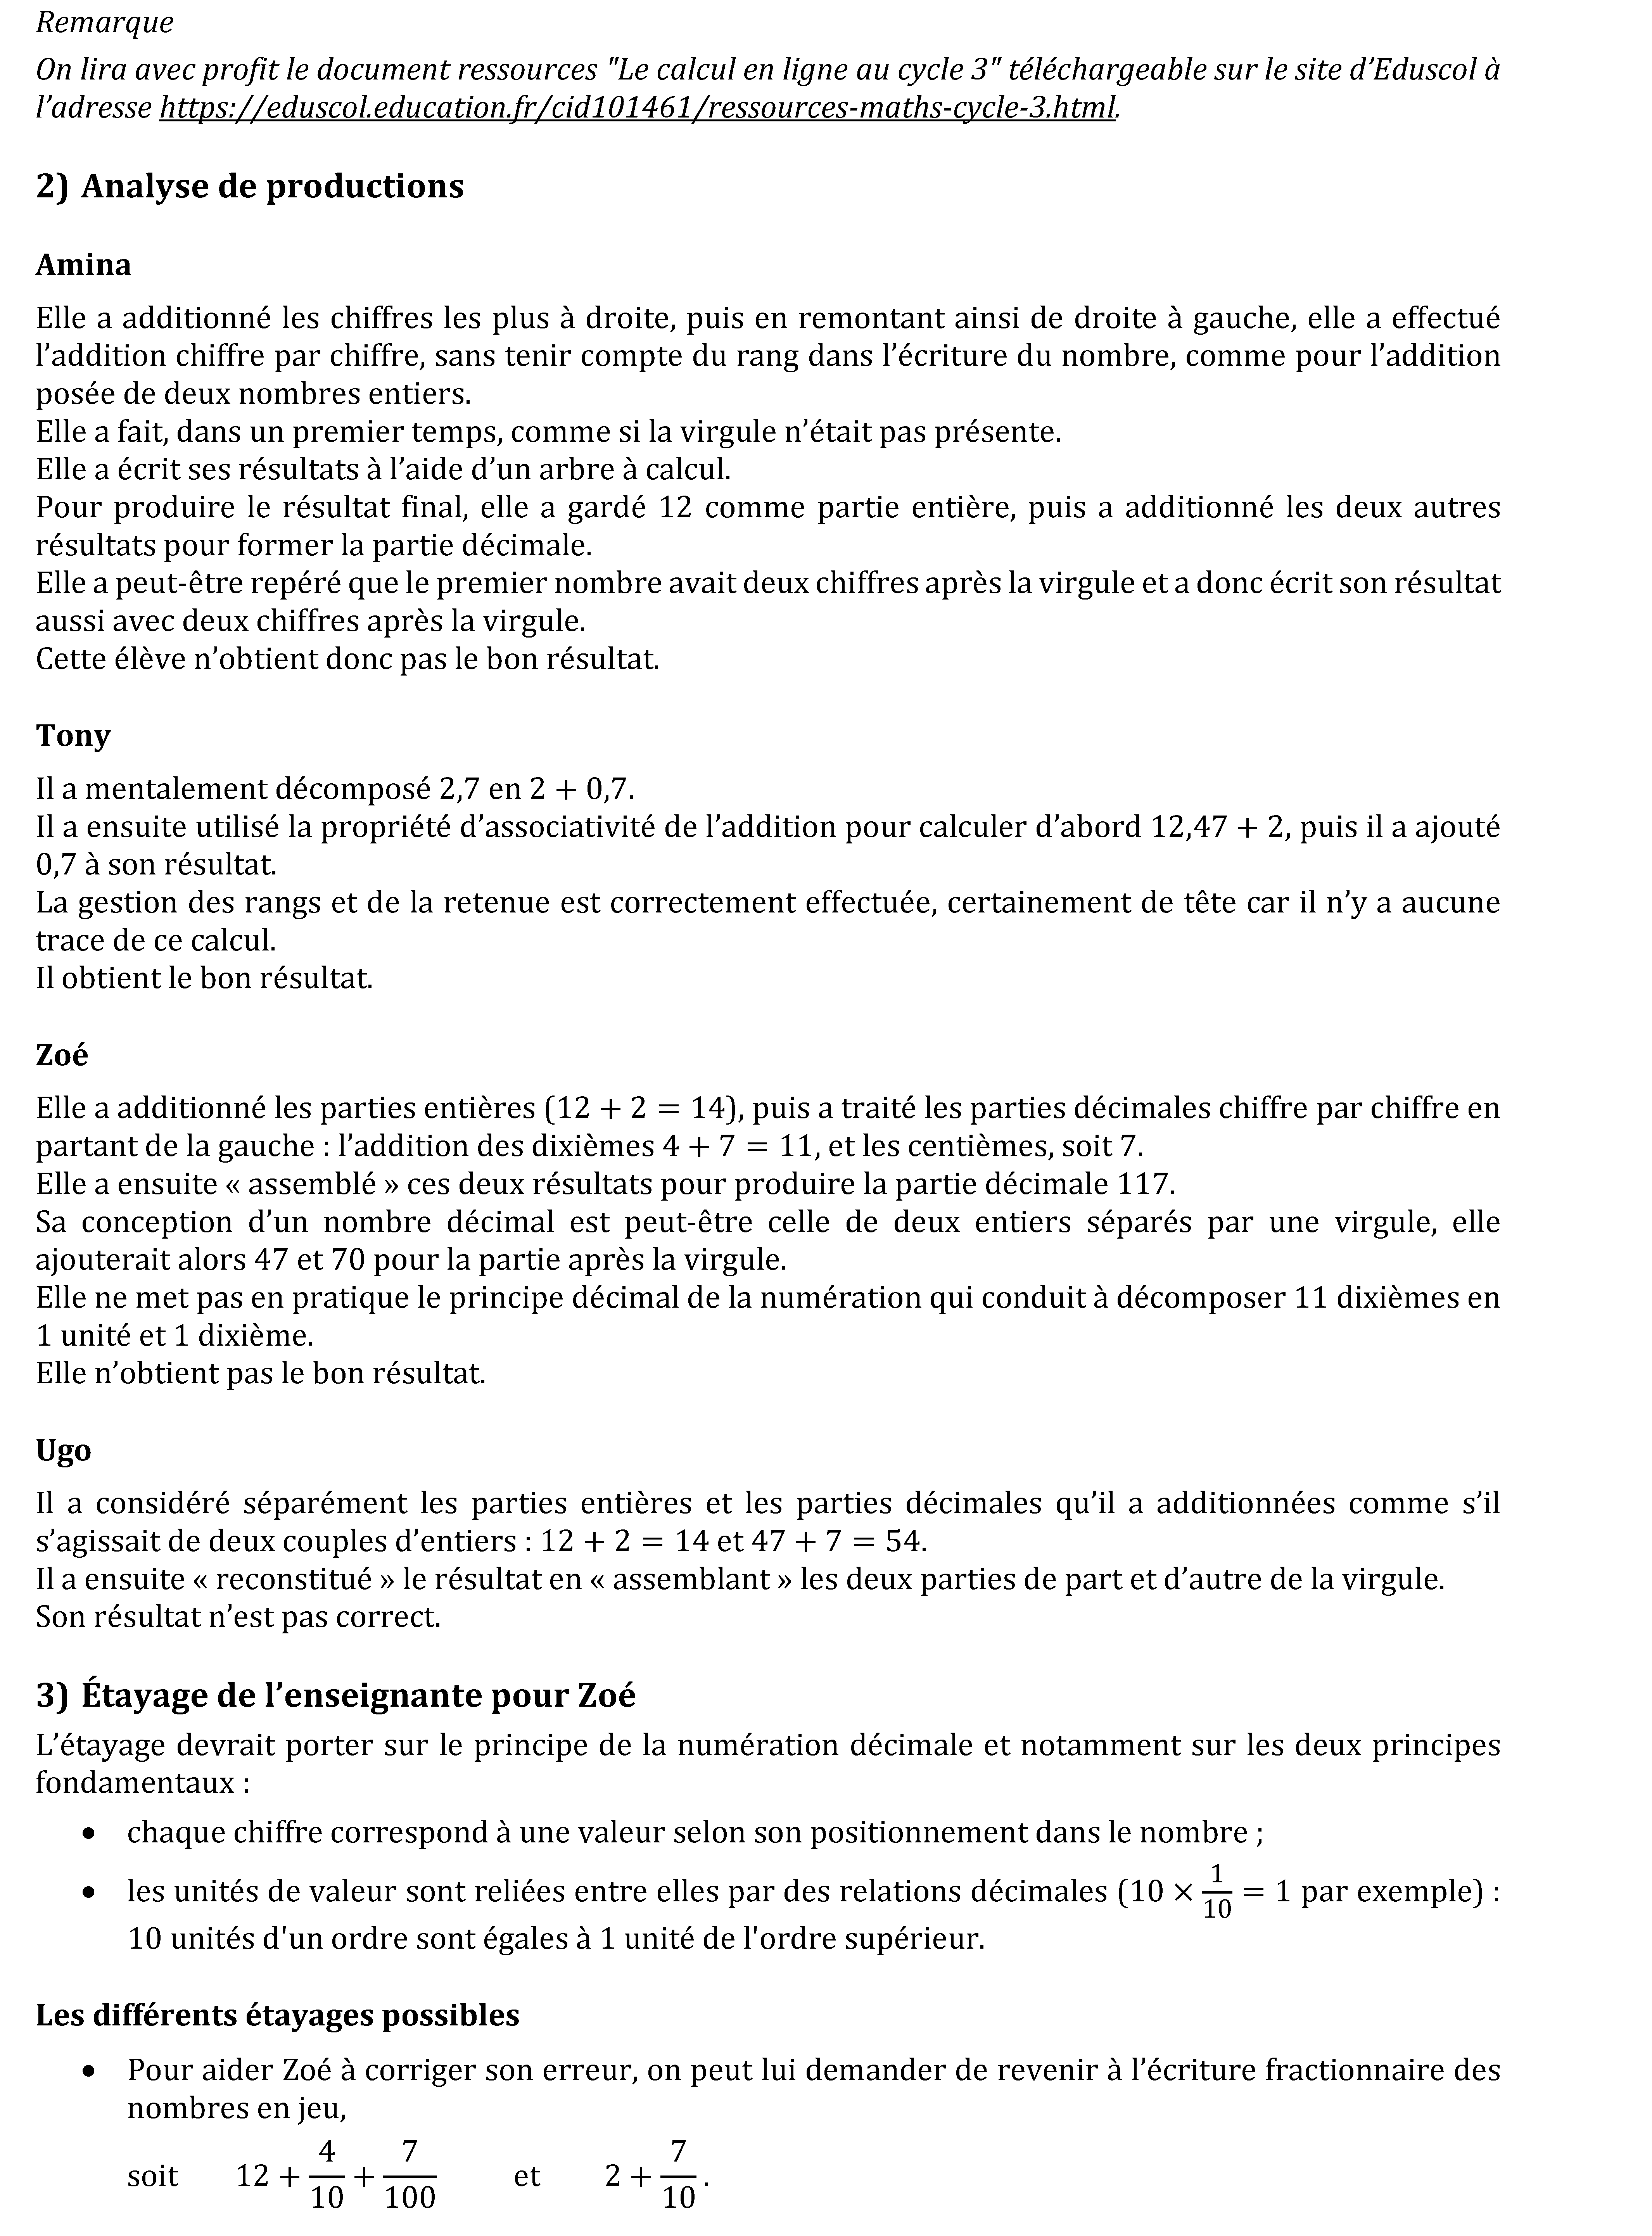 Remarque
On lira avec profit le document ressources "Le calcul en ligne au cycle 3" téléchargeable sur le site d’Eduscol à
l’adresse https://eduscol.education.fr/cid101461/ressources-maths-cycle-3.html.
2) Analyse de productions
Amina
Elle a additionné les chiffres les plus à droite, puis en remontant ainsi de droite à gauche, elle a effectué
l’addition chiffre par chiffre, sans tenir compte du rang dans l’écriture du nombre, comme pour l’addition
posée de deux nombres entiers.
Elle a fait, dans un premier temps, comme si la virgule n’était pas présente.
Elle a écrit ses résultats à l’aide d’un arbre à calcul.
Pour produire le résultat final, elle a gardé 12 comme partie entière, puis a additionné les deux autres
résultats pour former la partie décimale.
Elle a peut-être repéré que le premier nombre avait deux chiffres après la virgule et a donc écrit son résultat
aussi avec deux chiffres après la virgule.
Cette élève n’obtient donc pas le bon résultat.
Tony
Il a mentalement décomposé 2,7 en 2 + 0,7.
Il a ensuite utilisé la propriété d’associativité de l’addition pour calculer d’abord 12,47 + 2, puis il a ajouté
0,7 à son résultat.
La gestion des rangs et de la retenue est correctement effectuée, certainement de tête car il n’y a aucune
trace de ce calcul.
Il obtient le bon résultat.
Zoé
Elle a additionné les parties entières (12 + 2 = 14), puis a traité les parties décimales chiffre par chiffre en
partant de la gauche : l’addition des dixièmes 4 + 7 = 11, et les centièmes, soit 7.
Elle a ensuite « assemblé » ces deux résultats pour produire la partie décimale 117.
Sa conception d’un nombre décimal est peut-être celle de deux entiers séparés par une virgule, elle
ajouterait alors 47 et 70 pour la partie après la virgule.
Elle ne met pas en pratique le principe décimal de la numération qui conduit à décomposer 11 dixièmes en
1 unité et 1 dixième.
Elle n’obtient pas le bon résultat.
Ugo
Il a considéré séparément les parties entières et les parties décimales qu’il a additionnées comme s’il
s’agissait de deux couples d’entiers : 12 + 2 = 14 et 47 + 7 = 54.
Il a ensuite « reconstitué » le résultat en « assemblant » les deux parties de part et d’autre de la virgule.
Son résultat n’est pas correct.
3) Étayage de l’enseignante pour Zoé
L’étayage devrait porter sur le principe de la numération décimale et notamment sur les deux principes
fondamentaux :
• chaque chiffre correspond à une valeur selon son positionnement dans le nombre ;
• les unités de valeur sont reliées entre elles par des relations décimales (10 × 1/10 = 1 par exemple) :
10 unités d'un ordre sont égales à 1 unité de l'ordre supérieur.
Les différents étayages possibles
• Pour aider Zoé à corriger son erreur, on peut lui demander de revenir à l’écriture fractionnaire des
nombres en jeu,
soit 12 + 4/10 + 7/100 et 2 + 7/10 .